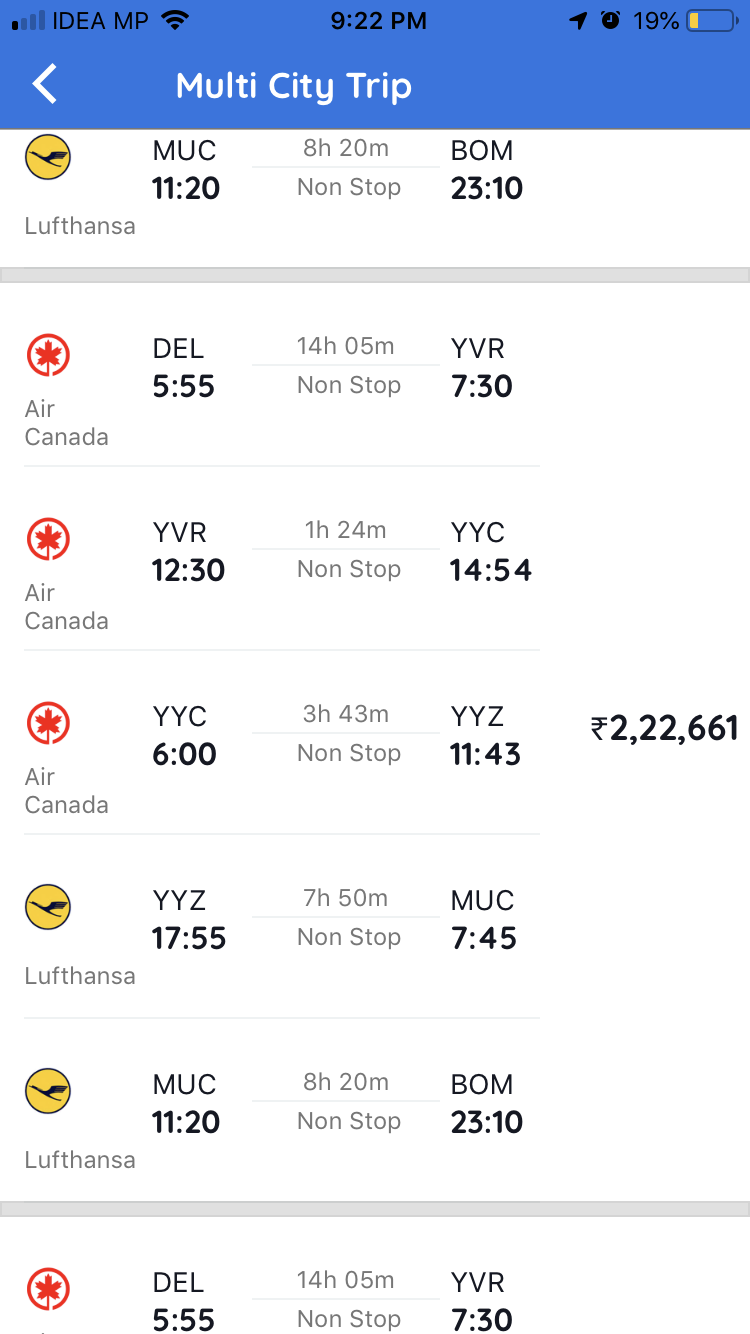 IDEA MP 9:22 PM 19%
Multi City Trip
MUC 8h 20m BOM
11:20 Non Stop 23:10
Lufthansa
DEL 14h 05m YVR
5:55 Non Stop 7:30
Air
Canada
YVR 1h 24m YYC
12:30 Non Stop 14:54
Air
Canada
YYC 3h 43m YYZ
6:00 Non Stop 11:43
₹2,22,661
Air
Canada
YYZ 7h 50m MUC
17:55 Non Stop 7:45
Lufthansa
MUC 8h 20m BOM
11:20 Non Stop 23:10
Lufthansa
DEL 14h 05m YVR
5:55 Non Stop 7:30